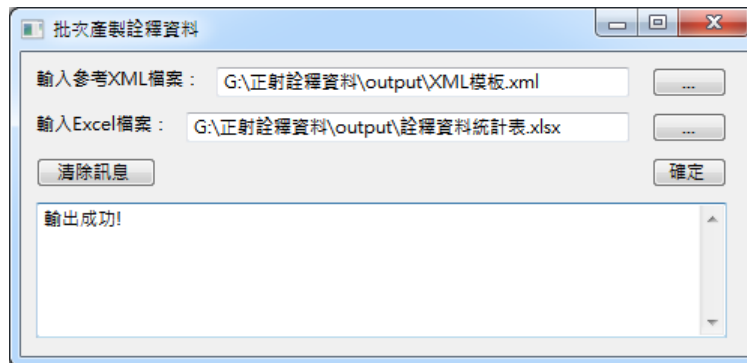 批次產製詮釋資料
輸入參考XML檔案： G:\正射詮釋資料\output\XML模板.xml ...
輸入Excel檔案： G:\正射詮釋資料\output\詮釋資料統計表.xlsx ...
清除訊息 確定
輸出成功!